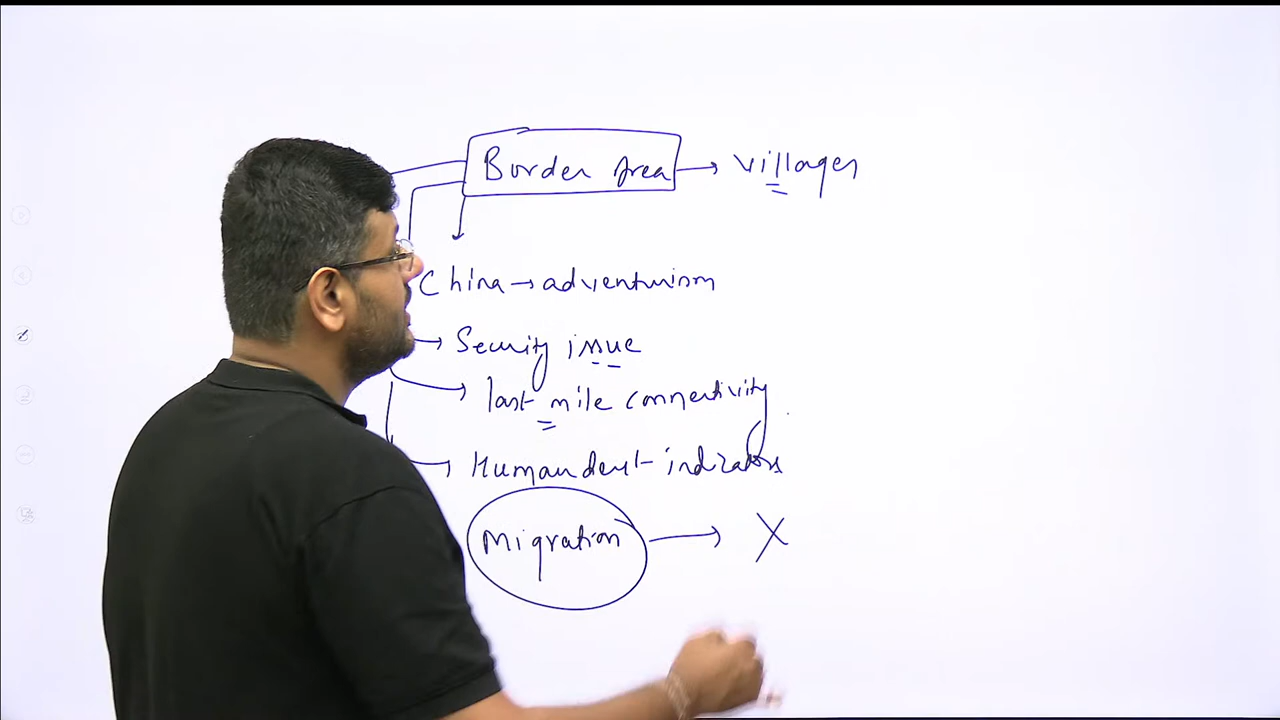 Border Area → villages
China → adventurism
→ Security issue
→ last mile connectivity
→ Human devt indicators
Migration → X